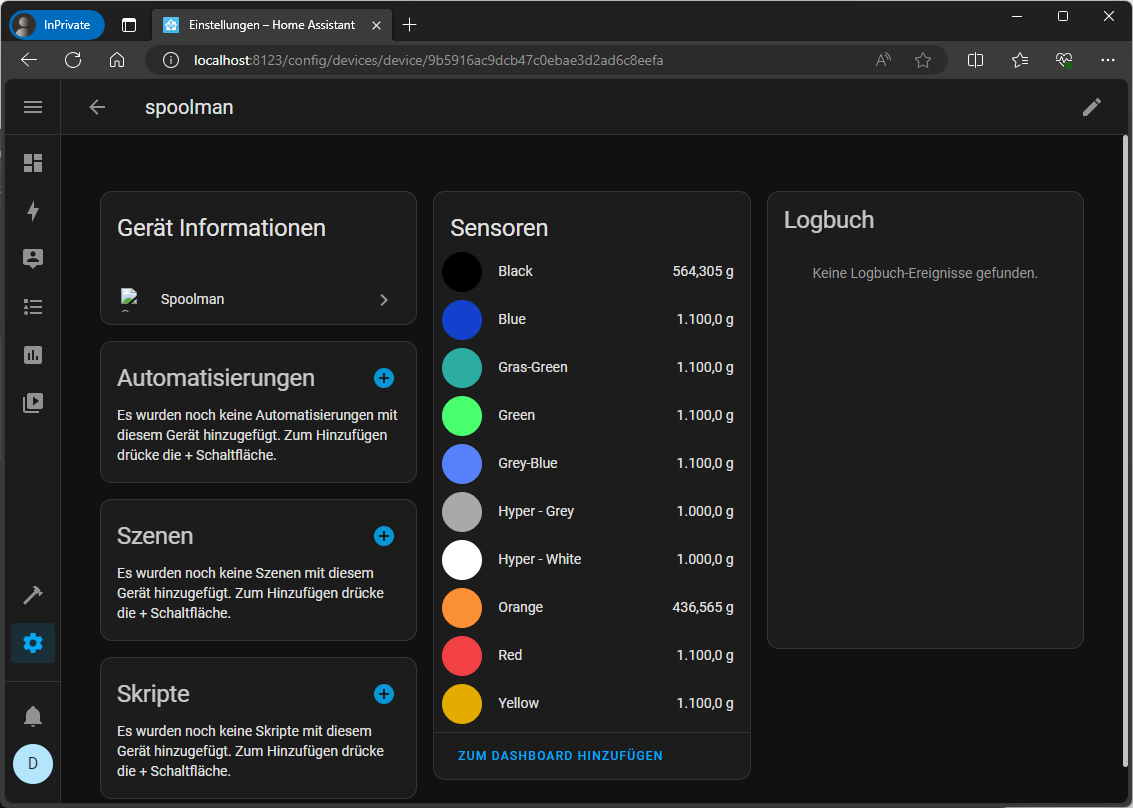 InPrivate
Einstellungen – Home Assistant
localhost:8123/config/devices/device/9b5916ac9dcb47c0ebae3d2ad6c8eefa
spoolman
Gerät Informationen
Spoolman
Automatisierungen
Es wurden noch keine Automatisierungen mit
diesem Gerät hinzugefügt. Zum Hinzufügen
drücke die + Schaltfläche.
Szenen
Es wurden noch keine Szenen mit diesem
Gerät hinzugefügt. Zum Hinzufügen drücke
die + Schaltfläche.
Skripte
Es wurden noch keine Skripte mit diesem
Gerät hinzugefügt. Zum Hinzufügen drücke
die + Schaltfläche.
Sensoren
Black 564,305 g
Blue 1.100,0 g
Gras-Green 1.100,0 g
Green 1.100,0 g
Grey-Blue 1.100,0 g
Hyper - Grey 1.000,0 g
Hyper - White 1.000,0 g
Orange 436,565 g
Red 1.100,0 g
Yellow 1.100,0 g
ZUM DASHBOARD HINZUFÜGEN
Logbuch
Keine Logbuch-Ereignisse gefunden.
D